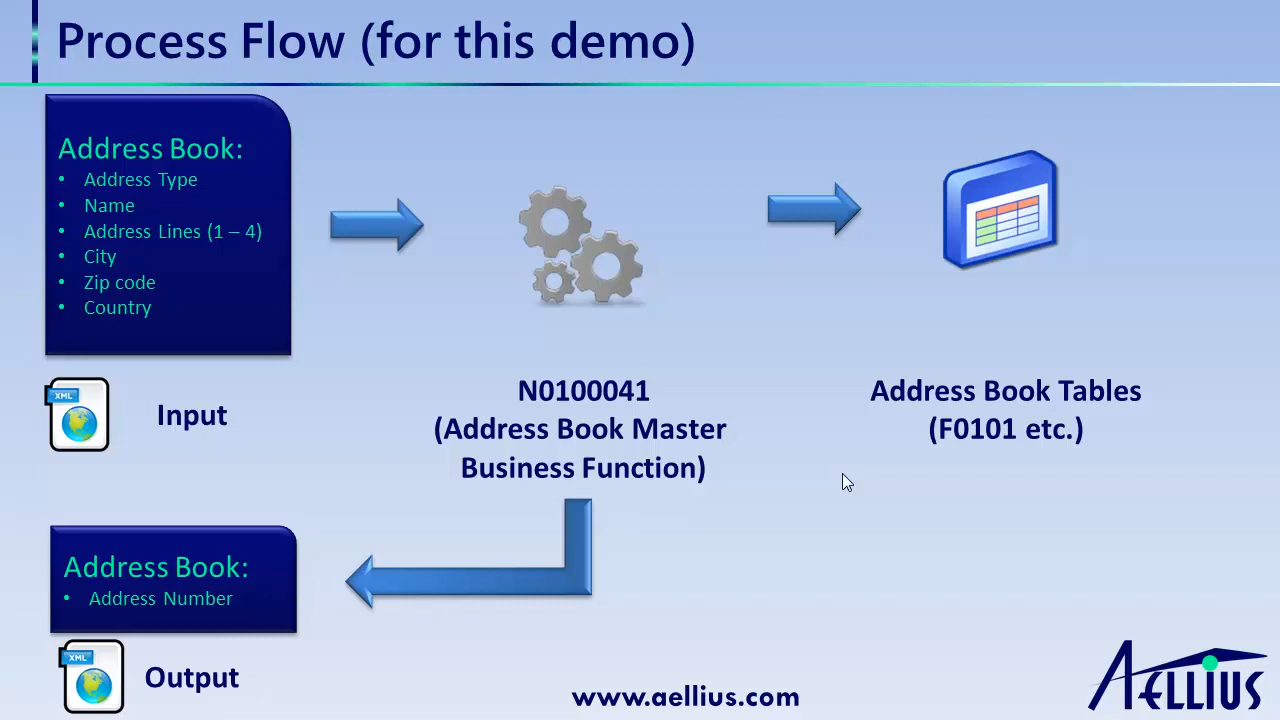 Process Flow (for this demo)
Address Book:
• Address Type
• Name
• Address Lines (1 – 4)
• City
• Zip code
• Country
XML
Input
N0100041
(Address Book Master
Business Function)
Address Book Tables
(F0101 etc.)
Address Book:
• Address Number
XML
Output
www.aellius.com
AELLIUS